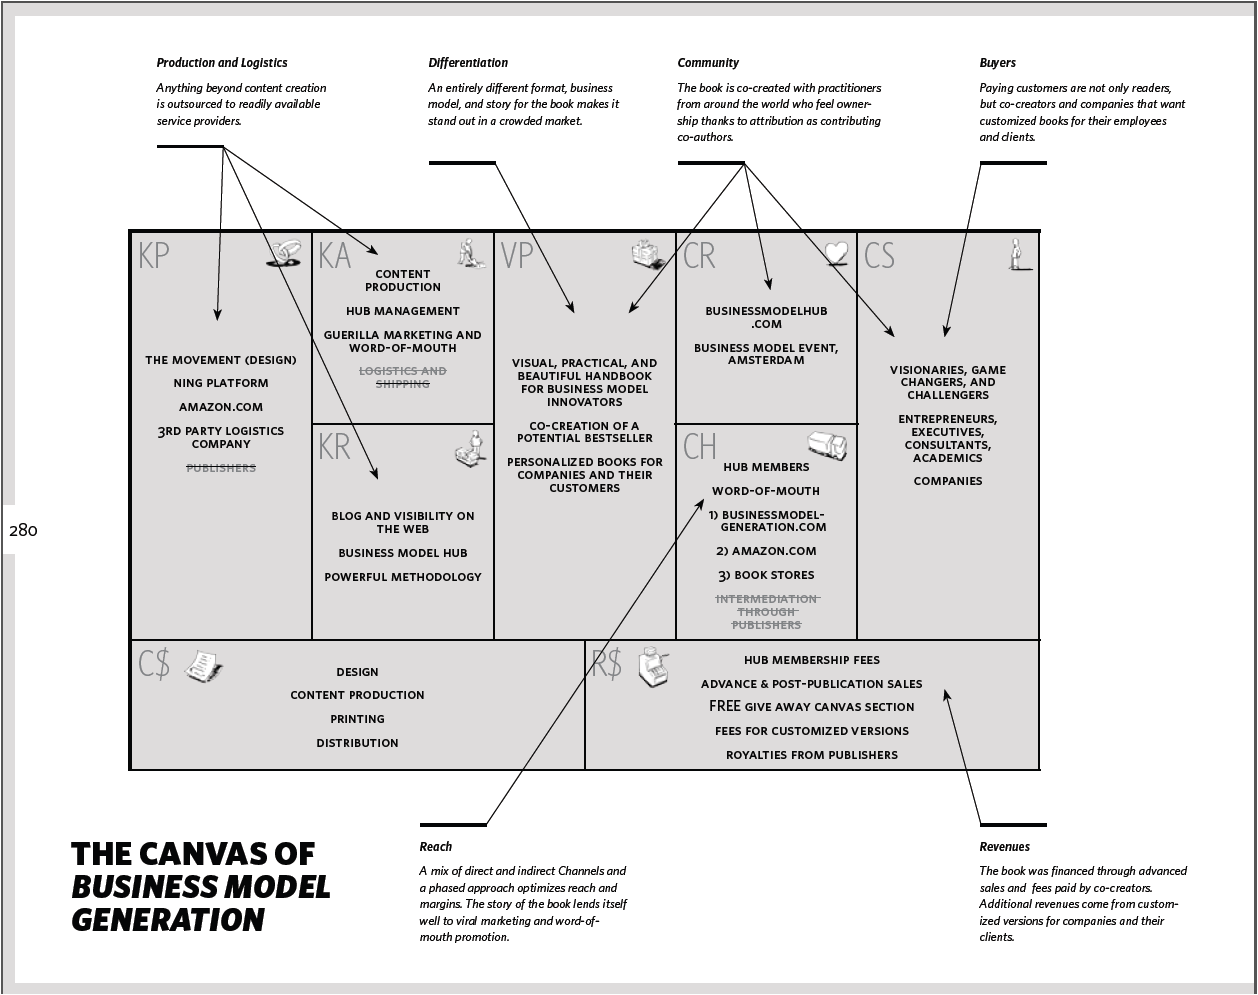 Production and Logistics
Anything beyond content creation
is outsourced to readily available
service providers.
Differentiation
An entirely different format, business
model, and story for the book makes it
stand out in a crowded market.
Community
The book is co-created with practitioners
from around the world who feel owner-
ship thanks to attribution as contributing
co-authors.
Buyers
Paying customers are not only readers,
but co-creators and companies that want
customized books for their employees
and clients.
KP
THE MOVEMENT (DESIGN)
NING PLATFORM
AMAZON.COM
3RD PARTY LOGISTICS
COMPANY
PUBLISHERS
KA
CONTENT
PRODUCTION
HUB MANAGEMENT
GUERILLA MARKETING AND
WORD-OF-MOUTH
LOGISTICS AND
SHIPPING
KR
BLOG AND VISIBILITY ON
THE WEB
BUSINESS MODEL HUB
POWERFUL METHODOLOGY
VP
VISUAL, PRACTICAL, AND
BEAUTIFUL HANDBOOK
FOR BUSINESS MODEL
INNOVATORS
CO-CREATION OF A
POTENTIAL BESTSELLER
PERSONALIZED BOOKS FOR
COMPANIES AND THEIR
CUSTOMERS
CR
BUSINESSMODELHUB
.COM
BUSINESS MODEL EVENT,
AMSTERDAM
CH
HUB MEMBERS
WORD-OF-MOUTH
1) BUSINESSMODEL-
GENERATION.COM
2) AMAZON.COM
3) BOOK STORES
INTERMEDIATION
THROUGH
PUBLISHERS
CS
VISIONARIES, GAME
CHANGERS, AND
CHALLENGERS
ENTREPRENEURS,
EXECUTIVES,
CONSULTANTS,
ACADEMICS
COMPANIES
280
C$
DESIGN
CONTENT PRODUCTION
PRINTING
DISTRIBUTION
R$
HUB MEMBERSHIP FEES
ADVANCE & POST-PUBLICATION SALES
FREE GIVE AWAY CANVAS SECTION
FEES FOR CUSTOMIZED VERSIONS
ROYALTIES FROM PUBLISHERS
THE CANVAS OF
BUSINESS MODEL
GENERATION
Reach
A mix of direct and indirect Channels and
a phased approach optimizes reach and
margins. The story of the book lends itself
well to viral marketing and word-of-
mouth promotion.
Revenues
The book was financed through advanced
sales and fees paid by co-creators.
Additional revenues come from custom-
ized versions for companies and their
clients.